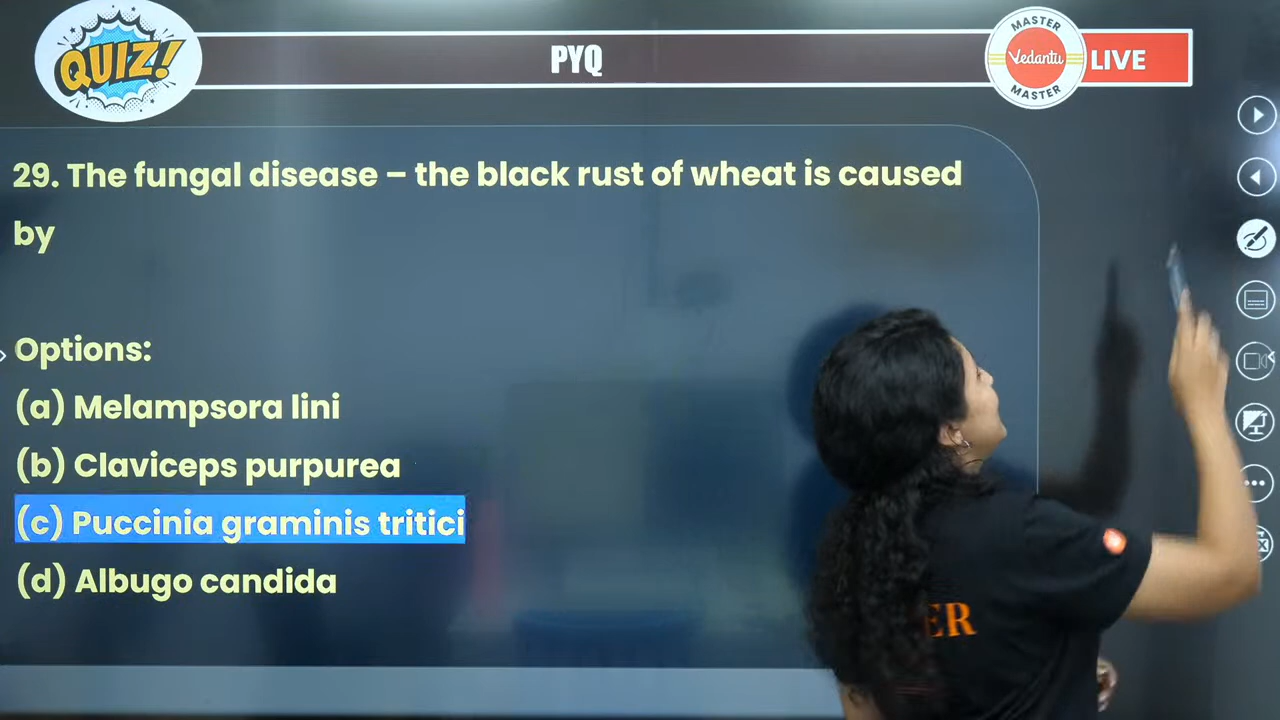 QUIZ!
PYQ
MASTER
Vedantu
MASTER
LIVE
29. The fungal disease – the black rust of wheat is caused
by
Options:
(a) Melampsora lini
(b) Claviceps purpurea
(c) Puccinia graminis tritici
(d) Albugo candida
ER